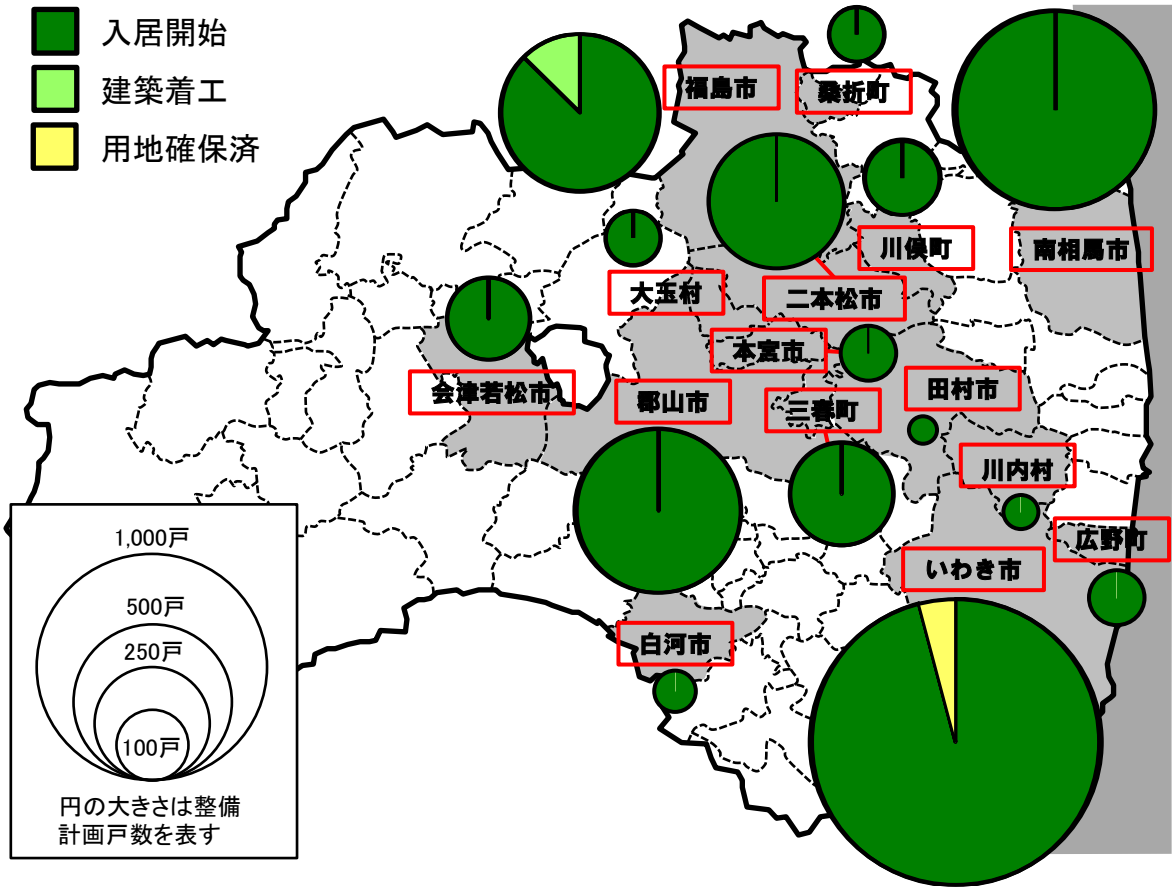 入居開始
建築着工
用地確保済
福島市
桑折町
川俣町
南相馬市
大玉村
二本松市
本宮市
会津若松市
郡山市
三春町
田村市
川内村
広野町
いわき市
白河市
1,000戸
500戸
250戸
100戸
円の大きさは整備
計画戸数を表す